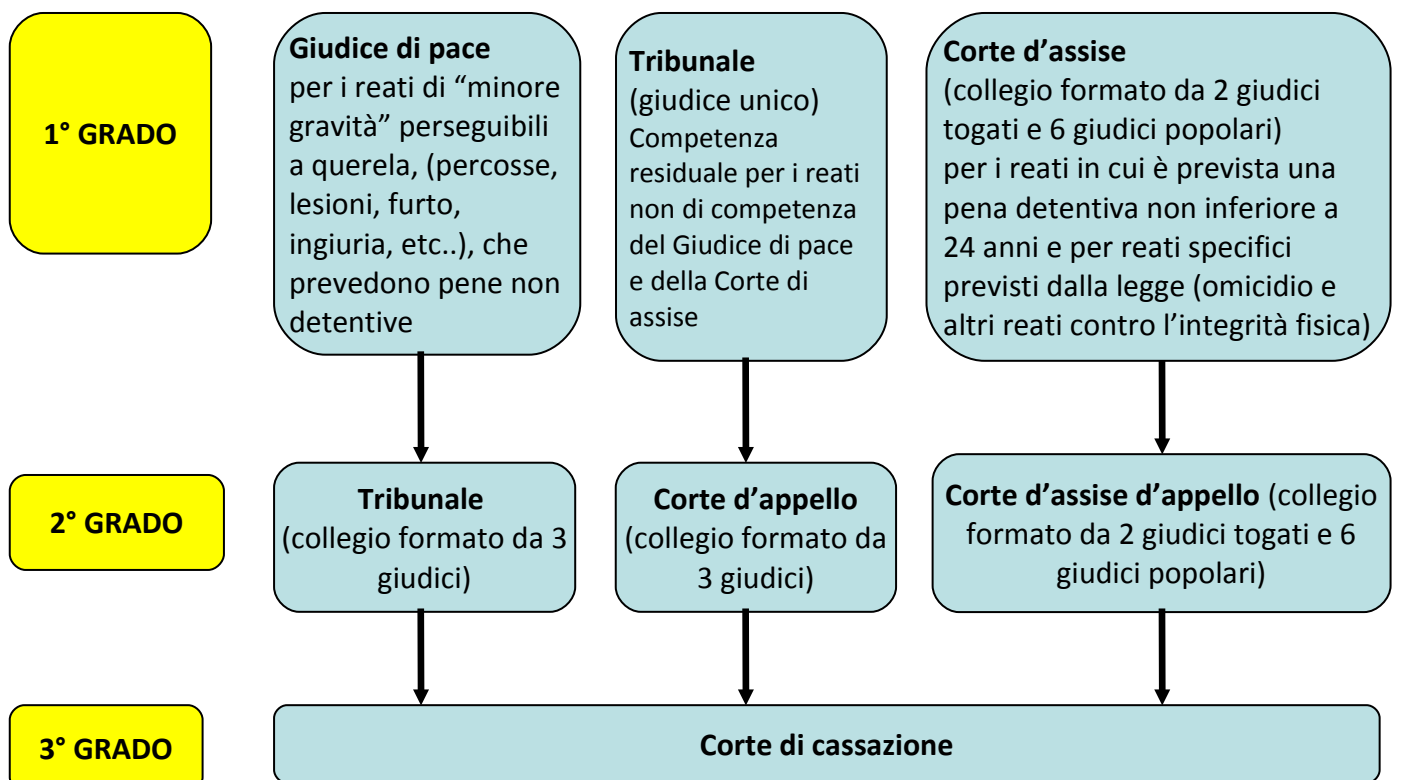 1° GRADO
Giudice di pace
per i reati di “minore
gravità” perseguibili
a querela, (percosse,
lesioni, furto,
ingiuria, etc..), che
prevedono pene non
detentive
Tribunale
(giudice unico)
Competenza
residuale per i reati
non di competenza
del Giudice di pace
e della Corte di
assise
Corte d’assise
(collegio formato da 2 giudici
togati e 6 giudici popolari)
per i reati in cui è prevista una
pena detentiva non inferiore a
24 anni e per reati specifici
previsti dalla legge (omicidio e
altri reati contro l’integrità fisica)
2° GRADO
Tribunale
(collegio formato da 3
giudici)
Corte d’appello
(collegio formato da
3 giudici)
Corte d’assise d’appello (collegio
formato da 2 giudici togati e 6
giudici popolari)
3° GRADO
Corte di cassazione